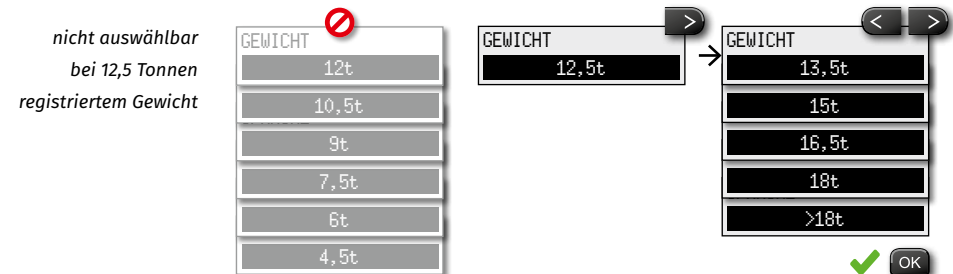 nicht auswählbar
bei 12,5 Tonnen
registriertem Gewicht
GEWICHT
12t
10,5t
9t
7,5t
6t
4,5t
>
GEWICHT
12,5t
→
< >
GEWICHT
13,5t
15t
16,5t
18t
>18t
OK